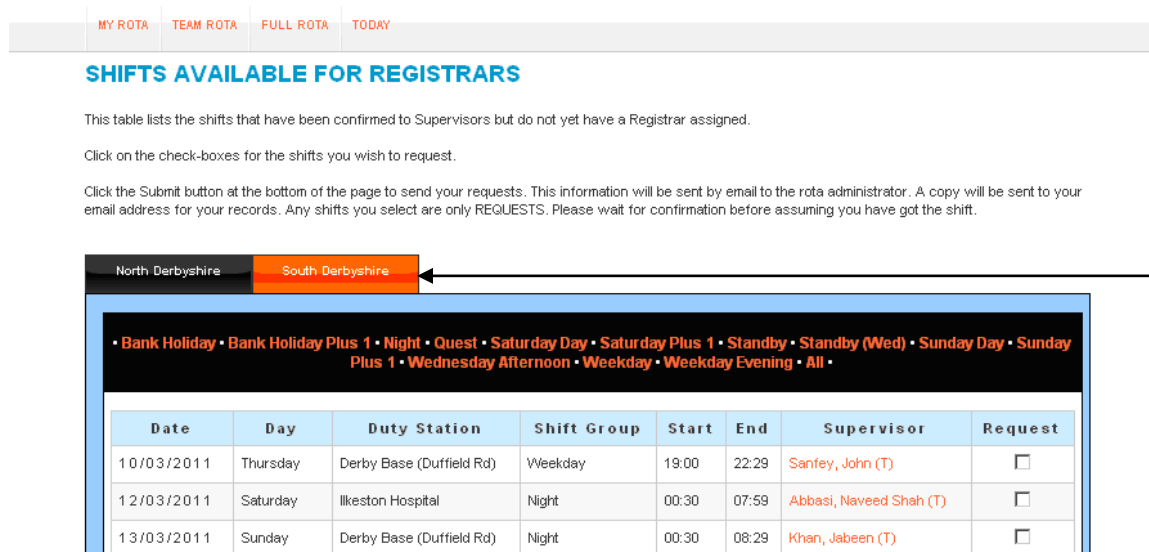 MY ROTA TEAM ROTA FULL ROTA TODAY
SHIFTS AVAILABLE FOR REGISTRARS
This table lists the shifts that have been confirmed to Supervisors but do not yet have a Registrar assigned.
Click on the check-boxes for the shifts you wish to request.
Click the Submit button at the bottom of the page to send your requests. This information will be sent by email to the rota administrator. A copy will be sent to your
email address for your records. Any shifts you select are only REQUESTS. Please wait for confirmation before assuming you have got the shift.
North Derbyshire South Derbyshire
• Bank Holiday • Bank Holiday Plus 1 • Night • Quest • Saturday Day • Saturday Plus 1 • Standby • Standby (Wed) • Sunday Day • Sunday
Plus 1 • Wednesday Afternoon • Weekday • Weekday Evening • All •
Date Day Duty Station Shift Group Start End Supervisor Request
10/03/2011 Thursday Derby Base (Duffield Rd) Weekday 19:00 22:29 Sanfey, John (T)
12/03/2011 Saturday Ilkeston Hospital Night 00:30 07:59 Abbasi, Naveed Shah (T)
13/03/2011 Sunday Derby Base (Duffield Rd) Night 00:30 08:29 Khan, Jabeen (T)